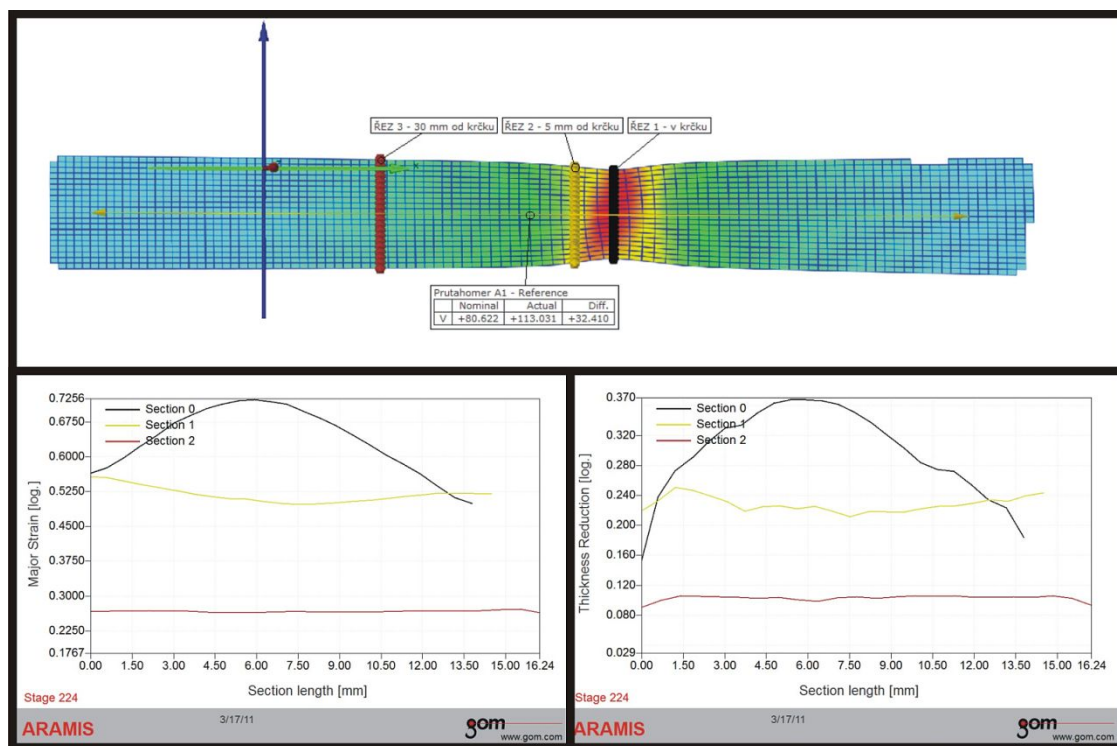 ŘEZ 3 - 30 mm od krčku
ŘEZ 2 - 5 mm od krčku
ŘEZ 1 - v krčku
x
Prutahomer A1 - Reference
Nominal Actual Diff.
V +80.622 +113.031 +32.410
Major Strain [log.]
0.7256
0.6750
0.6000
0.5250
0.4500
0.3750
0.3000
0.2250
0.1767
Section 0
Section 1
Section 2
0.00 1.50 3.00 4.50 6.00 7.50 9.00 10.50 12.00 13.50 15.00 16.24
Section length [mm]
Stage 224
ARAMIS
3/17/11
gom
www.gom.com
Thickness Reduction [log.]
0.370
0.320
0.280
0.240
0.200
0.160
0.120
0.080
0.029
Section 0
Section 1
Section 2
0.00 1.50 3.00 4.50 6.00 7.50 9.00 10.50 12.00 13.50 15.00 16.24
Section length [mm]
Stage 224
ARAMIS
3/17/11
gom
www.gom.com